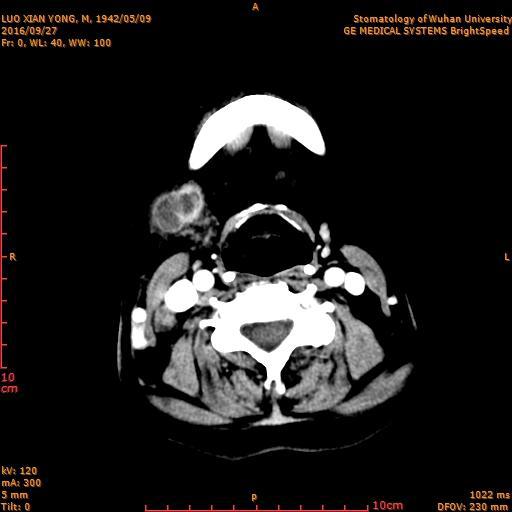 A
LUO XIAN YONG, M, 1942/05/09
2016/09/27
Fr: 0, WL: 40, WW: 100
Stomatology of Wuhan University
GE MEDICAL SYSTEMS BrightSpeed
R
L
10
cm
kV: 120
mA: 300
5 mm
Tilt: 0
P
10cm
1022 ms
DFOV: 230 mm